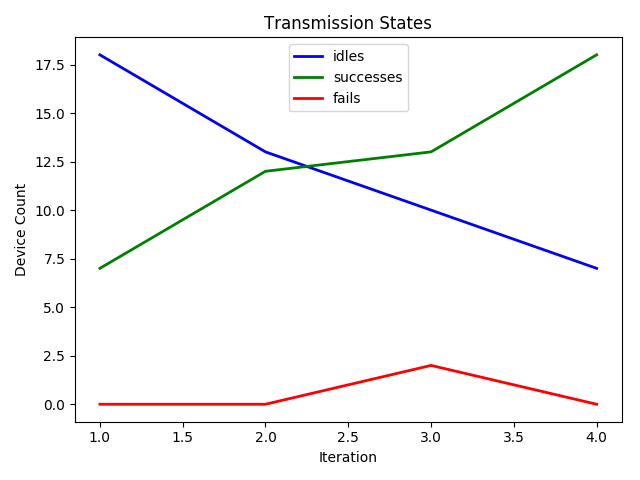 Transmission States
idles
successes
fails
17.5
15.0
12.5
10.0
7.5
5.0
2.5
0.0
Device Count
1.0 1.5 2.0 2.5 3.0 3.5 4.0
Iteration